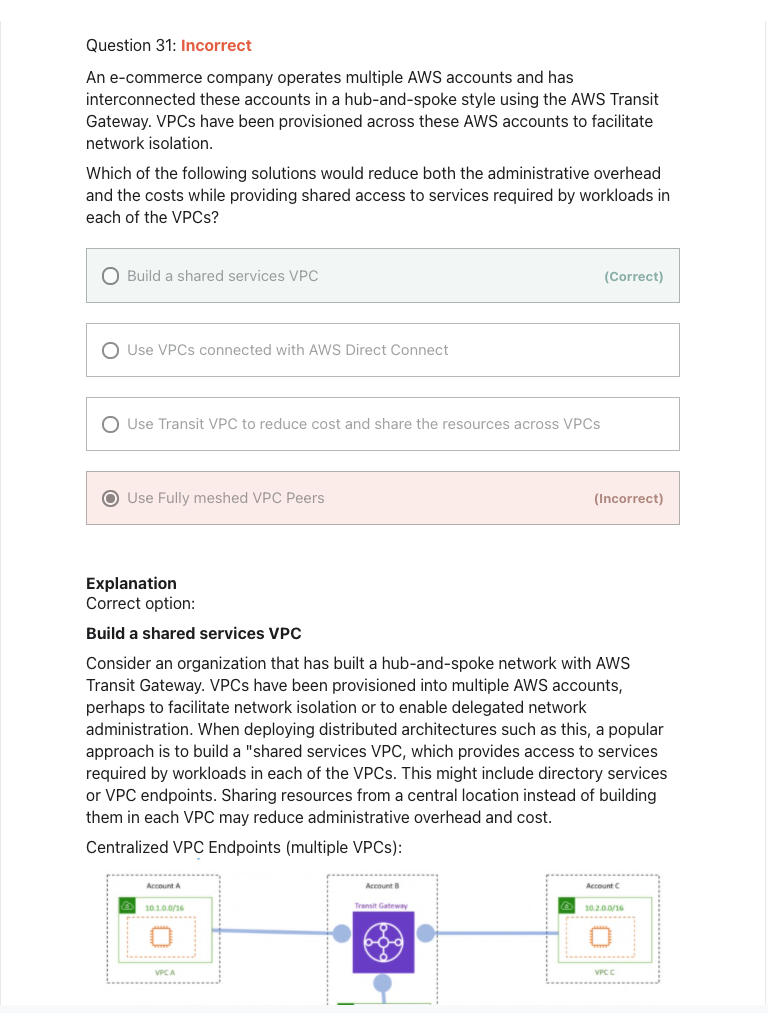 Question 31: Incorrect
An e-commerce company operates multiple AWS accounts and has
interconnected these accounts in a hub-and-spoke style using the AWS Transit
Gateway. VPCs have been provisioned across these AWS accounts to facilitate
network isolation.
Which of the following solutions would reduce both the administrative overhead
and the costs while providing shared access to services required by workloads in
each of the VPCs?
Build a shared services VPC (Correct)
Use VPCs connected with AWS Direct Connect
Use Transit VPC to reduce cost and share the resources across VPCs
Use Fully meshed VPC Peers (Incorrect)
Explanation
Correct option:
Build a shared services VPC
Consider an organization that has built a hub-and-spoke network with AWS
Transit Gateway. VPCs have been provisioned into multiple AWS accounts,
perhaps to facilitate network isolation or to enable delegated network
administration. When deploying distributed architectures such as this, a popular
approach is to build a "shared services VPC, which provides access to services
required by workloads in each of the VPCs. This might include directory services
or VPC endpoints. Sharing resources from a central location instead of building
them in each VPC may reduce administrative overhead and cost.
Centralized VPC Endpoints (multiple VPCs):
Account A
10.1.0.0/16
VPC A
Account B
Transit Gateway
Account C
10.2.0.0/16
VPC C